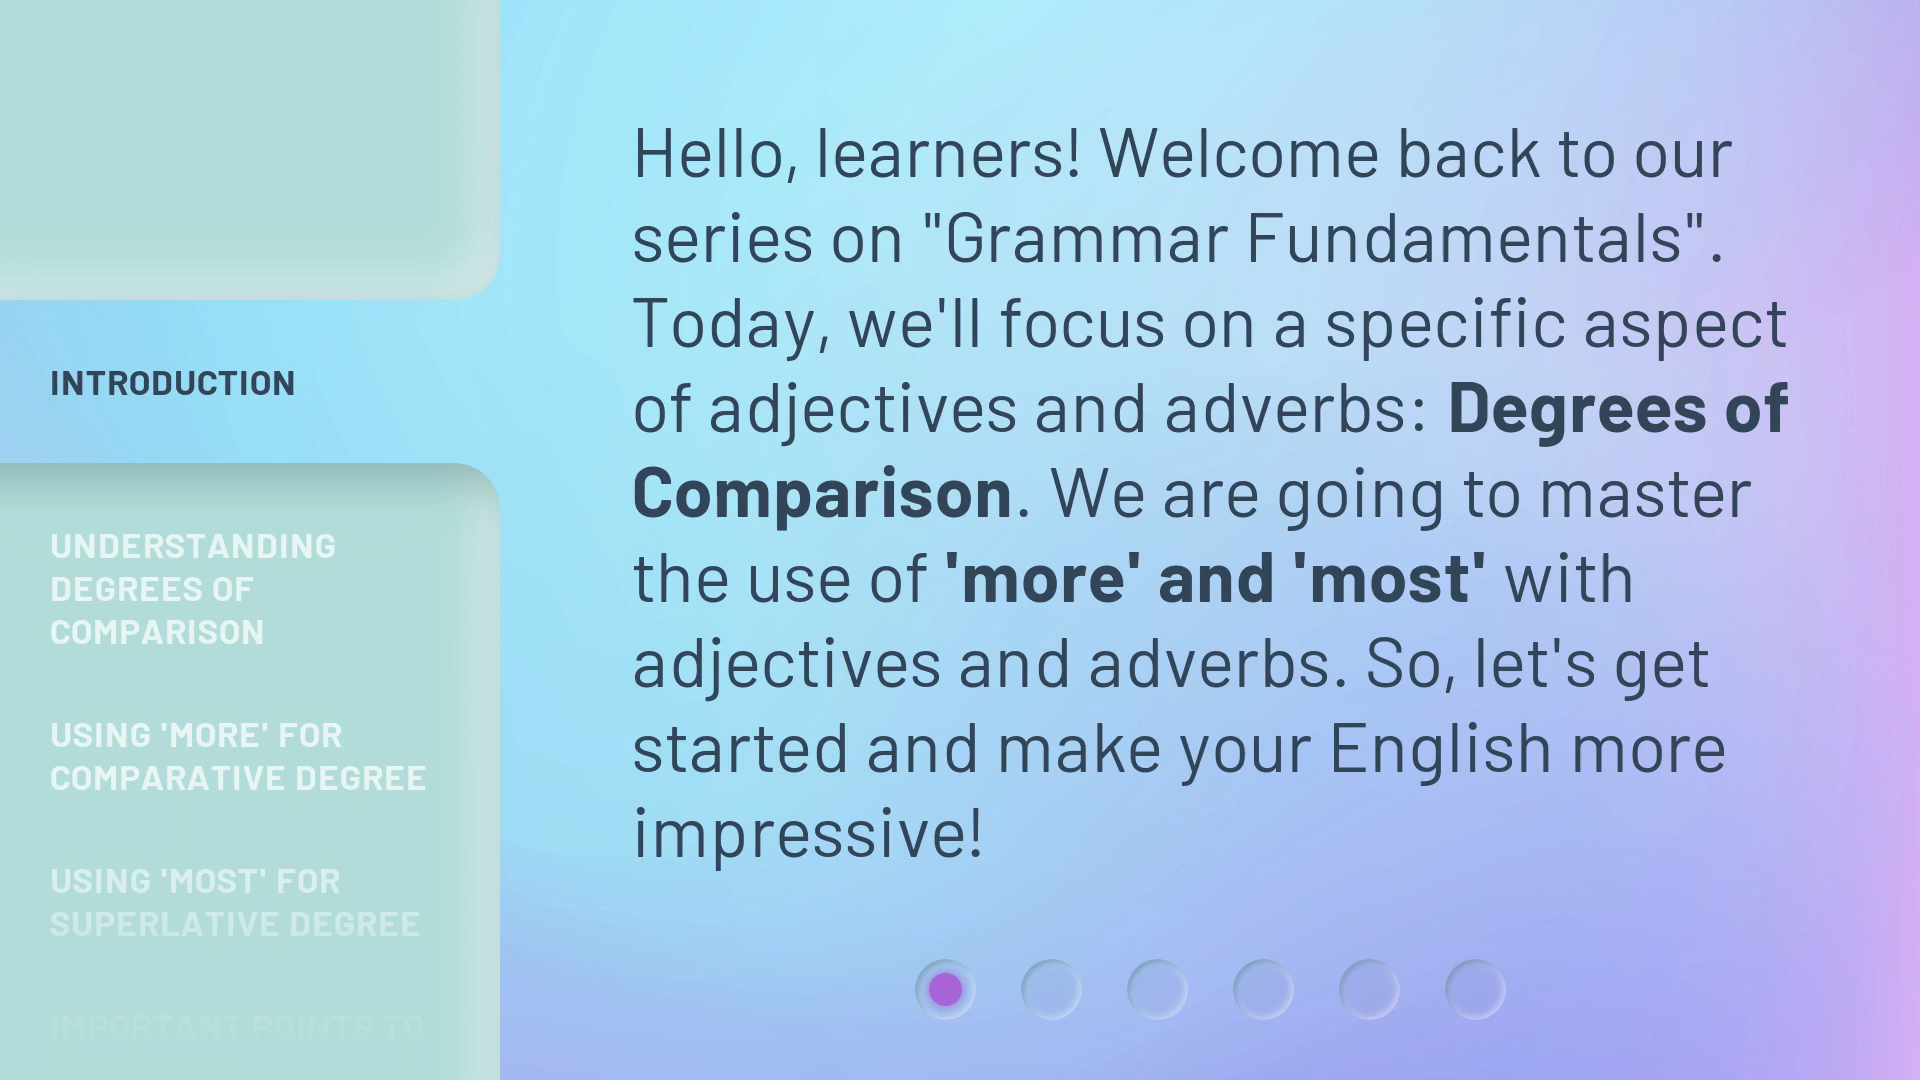 INTRODUCTION
UNDERSTANDING
DEGREES OF
COMPARISON
USING 'MORE' FOR
COMPARATIVE DEGREE
USING 'MOST' FOR
SUPERLATIVE DEGREE
IMPORTANT POINTS TO
Hello, learners! Welcome back to our
series on "Grammar Fundamentals".
Today, we'll focus on a specific aspect
of adjectives and adverbs: Degrees of
Comparison. We are going to master
the use of 'more' and 'most' with
adjectives and adverbs. So, let's get
started and make your English more
impressive!